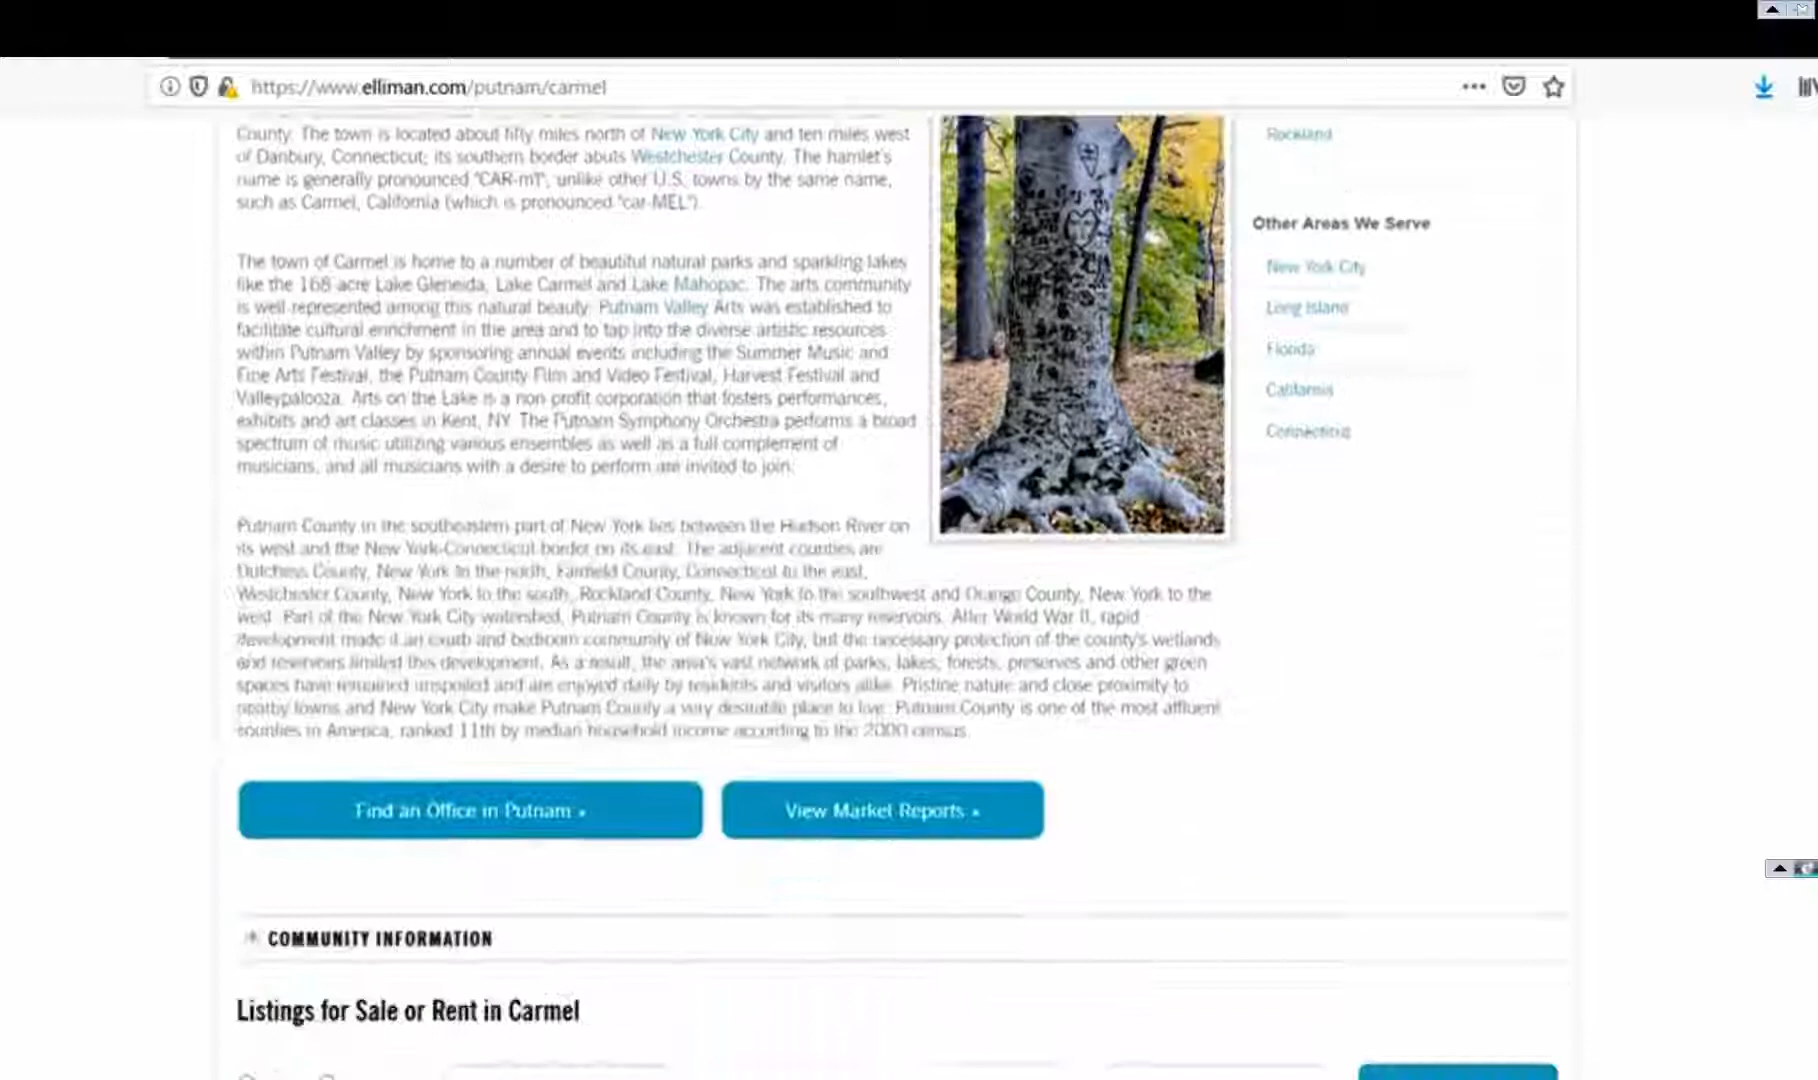 https://www.elliman.com/putnam/carmel
County. The town is located about fifty miles north of New York City and ten miles west
of Danbury, Connecticut; its southern border abuts Westchester County. The hamlet's
name is generally pronounced "CAR-ml", unlike other U.S. towns by the same name,
such as Carmel, California (which is pronounced "car-MEL").
The town of Carmel is home to a number of beautiful natural parks and sparkling lakes
like the 168 acre Lake Gleneida, Lake Carmel and Lake Mahopac. The arts community
is well-represented among this natural beauty. Putnam Valley Arts was established to
facilitate cultural enrichment in the area and to tap into the diverse artistic resources
within Putnam Valley by sponsoring annual events including the Summer Music and
Fine Arts Festival, the Putnam County Film and Video Festival, Harvest Festival and
Valleypalooza. Arts on the Lake is a non profit corporation that fosters performances,
exhibits and art classes in Kent, NY. The Putnam Symphony Orchestra performs a broad
spectrum of music utilizing various ensembles as well as a full complement of
musicians, and all musicians with a desire to perform are invited to join.
Putnam County in the southeastern part of New York lies between the Hudson River on
its west and the New York-Connecticut border on its east. The adjacent counties are
Dutchess County, New York to the north, Fairfield County, Connecticut to the east,
Westchester County, New York to the south, Rockland County, New York to the southwest and Orange County, New York to the
west. Part of the New York City watershed, Putnam County is known for its many reservoirs. After World War II, rapid
development made it an exurb and bedroom community of New York City, but the necessary protection of the county's wetlands
and reservoirs limited this development. As a result, the area's vast network of parks, lakes, forests, preserves and other green
spaces have remained unspoiled and are enjoyed daily by residents and visitors alike. Pristine nature and close proximity to
nearby towns and New York City make Putnam County a very desirable place to live. Putnam County is one of the most affluent
counties in America, ranked 11th by median household income according to the 2000 census.
Rockland
Other Areas We Serve
New York City
Long Island
Florida
California
Connecticut
Find an Office in Putnam »
View Market Reports »
COMMUNITY INFORMATION
Listings for Sale or Rent in Carmel